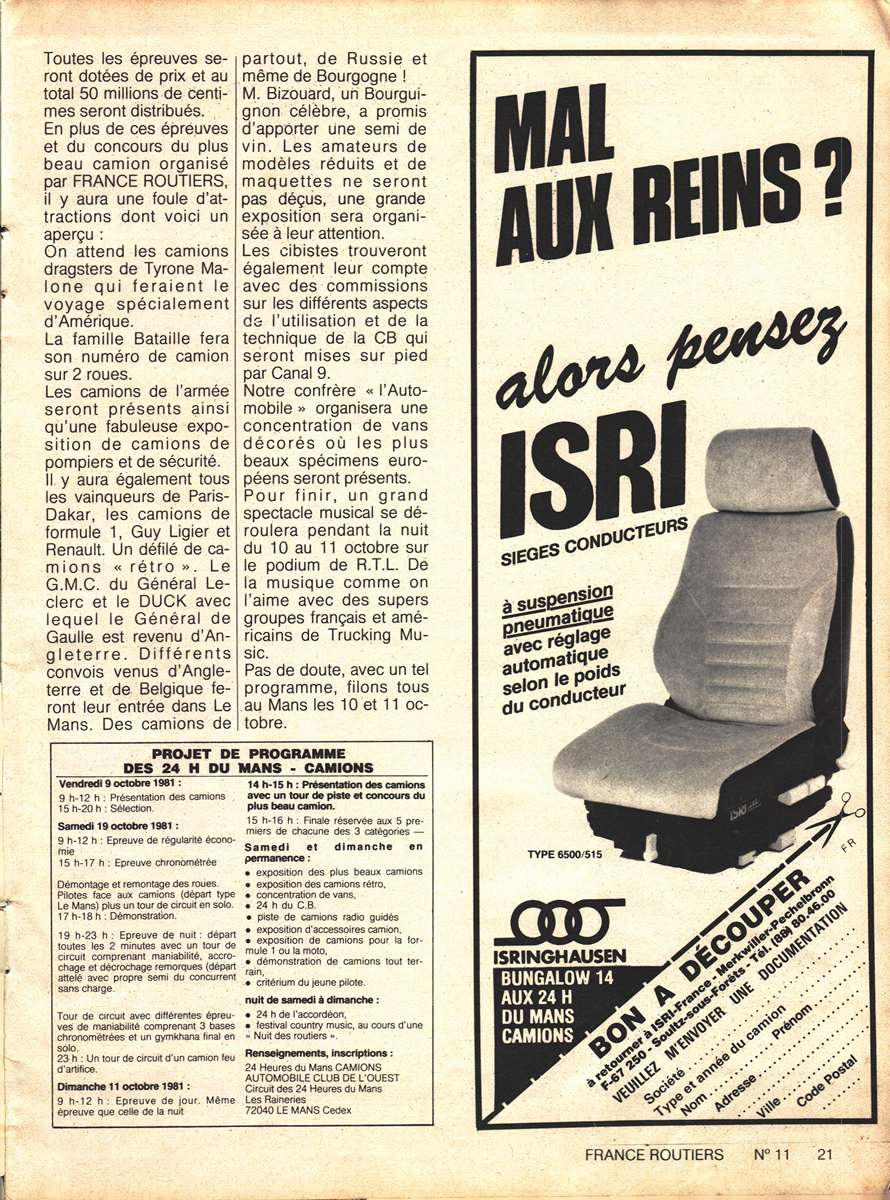 Toutes les épreuves se-
ront dotées de prix et au
total 50 millions de centi-
mes seront distribués.
En plus de ces épreuves
et du concours du plus
beau camion organisé
par FRANCE ROUTIERS,
il y aura une foule d'at-
tractions dont voici un
aperçu :
On attend les camions
dragsters de Tyrone Ma-
lone qui feraient le
voyage spécialement
d'Amérique.
La famille Bataille fera
son numéro de camion
sur 2 roues.
Les camions de l'armée
seront présents ainsi
qu'une fabuleuse expo-
sition de camions de
pompiers et de sécurité.
Il y aura également tous
les vainqueurs de Paris-
Dakar, les camions de
formule 1, Guy Ligier et
Renault. Un défilé de ca-
mions « rétro ». Le
G.M.C. du Général Le-
clerc et le DUCK avec
lequel le Général de
Gaulle est revenu d'An-
gleterre. Différents
convois venus d'Angle-
terre et de Belgique fe-
ront leur entrée dans Le
Mans. Des camions de
partout, de Russie et
même de Bourgogne !
M. Bizouard, un Bourgui-
gnon célèbre, a promis
d'apporter une semi de
vin. Les amateurs de
modèles réduits et de
maquettes ne seront
pas déçus, une grande
exposition sera organi-
sée à leur attention.
Les cibistes trouveront
également leur compte
avec des commissions
sur les différents aspects
de l'utilisation et de la
technique de la CB qui
seront mises sur pied
par Canal 9.
Notre confrère « l'Auto-
mobile » organisera une
concentration de vans
décorés où les plus
beaux spécimens euro-
péens seront présents.
Pour finir, un grand
spectacle musical se dé-
roulera pendant la nuit
du 10 au 11 octobre sur
le podium de R.T.L. De
la musique comme on
l'aime avec des supers
groupes français et amé-
ricains de Trucking Mu-
sic.
Pas de doute, avec un tel
programme, filons tous
au Mans les 10 et 11 oc-
tobre.
PROJET DE PROGRAMME
DES 24 H DU MANS - CAMIONS
Vendredi 9 octobre 1981 :
9 h-12 h : Présentation des camions
15 h-20 h : Sélection.
Samedi 19 octobre 1981 :
9 h-12 h : Epreuve de régularité écono-
mie
15 h-17 h : Epreuve chronométrée
Démontage et remontage des roues.
Pilotes face aux camions (départ type
Le Mans) plus un tour de circuit en solo.
17 h-18 h : Démonstration.
19 h-23 h : Epreuve de nuit : départ
toutes les 2 minutes avec un tour de
circuit comprenant maniabilité, accro-
chage et décrochage remorques (départ
attelé avec propre semi du concurrent
sans charge.
Tour de circuit avec différentes épreu-
ves de maniabilité comprenant 3 bases
chronométrées et un gymkhana final en
solo.
23 h : Un tour de circuit d'un camion feu
d'artifice.
Dimanche 11 octobre 1981 :
9 h-12 h : Epreuve de jour. Même
épreuve que celle de la nuit
14 h-15 h : Présentation des camions
avec un tour de piste et concours du
plus beau camion.
15 h-16 h : Finale réservée aux 5 pre-
miers de chacune des 3 catégories —
Samedi et dimanche en
permanence :
• exposition des plus beaux camions
• exposition des camions rétro,
• concentration de vans,
• 24 h du C.B.
• piste de camions radio guidés
• exposition d'accessoires camion,
• exposition de camions pour la for-
mule 1 ou la moto,
• démonstration de camions tout ter-
rain,
• critérium du jeune pilote.
nuit de samedi à dimanche :
• 24 h de l'accordéon,
• festival country music, au cours d'une
« Nuit des routiers ».
Renseignements, inscriptions :
24 Heures du Mans CAMIONS
AUTOMOBILE CLUB DE L'OUEST
Circuit des 24 Heures du Mans
Les Raineries
72040 LE MANS Cedex
MAL
AUX REINS ?
alors pensez
ISRI
SIEGES CONDUCTEURS
à suspension
pneumatique
avec réglage
automatique
selon le poids
du conducteur
ISRI
TYPE 6500/515
ISRINGHAUSEN
BUNGALOW 14
AUX 24 H
DU MANS
CAMIONS
FR
BON A DÉCOUPER
à retourner à ISRI-France - Merkwiller-Pechelbronn
F-67 250 - Soultz-sous-Forêts - Tél. (88) 80.46.00
VEUILLEZ M'ENVOYER UNE DOCUMENTATION
Société
Type et année du camion
Nom Prénom
Adresse
Ville Code Postal
FRANCE ROUTIERS N° 11 21